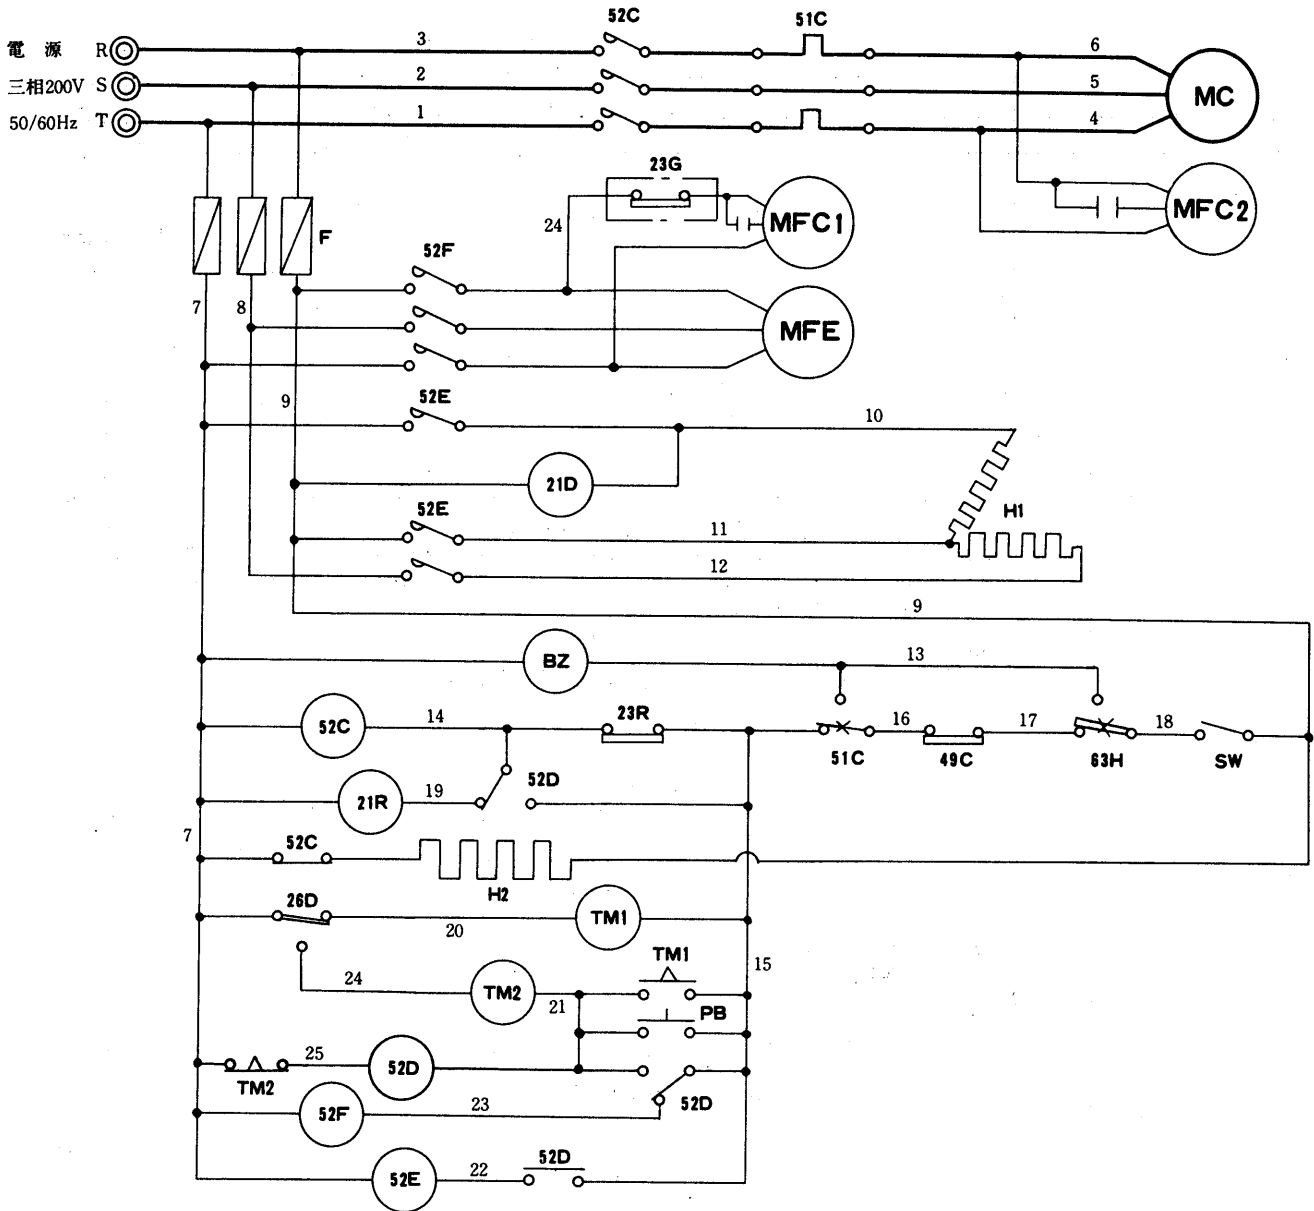 52C
51C
電源 R
3
6
三相200V S
2
5
MC
50/60Hz T
1
4
23G
24
MFC1
MFC2
F
52F
7
8
MFE
9
52E
10
21D
52E
11
H1
12
9
BZ
13
52C
14
23R
16
17
18
51C
49C
63H
SW
21R
19
52D
7
52C
H2
26D
20
TM1
TM1
15
24
TM2
21
PB
25
52D
TM2
52F
23
52D
52E
22
52D